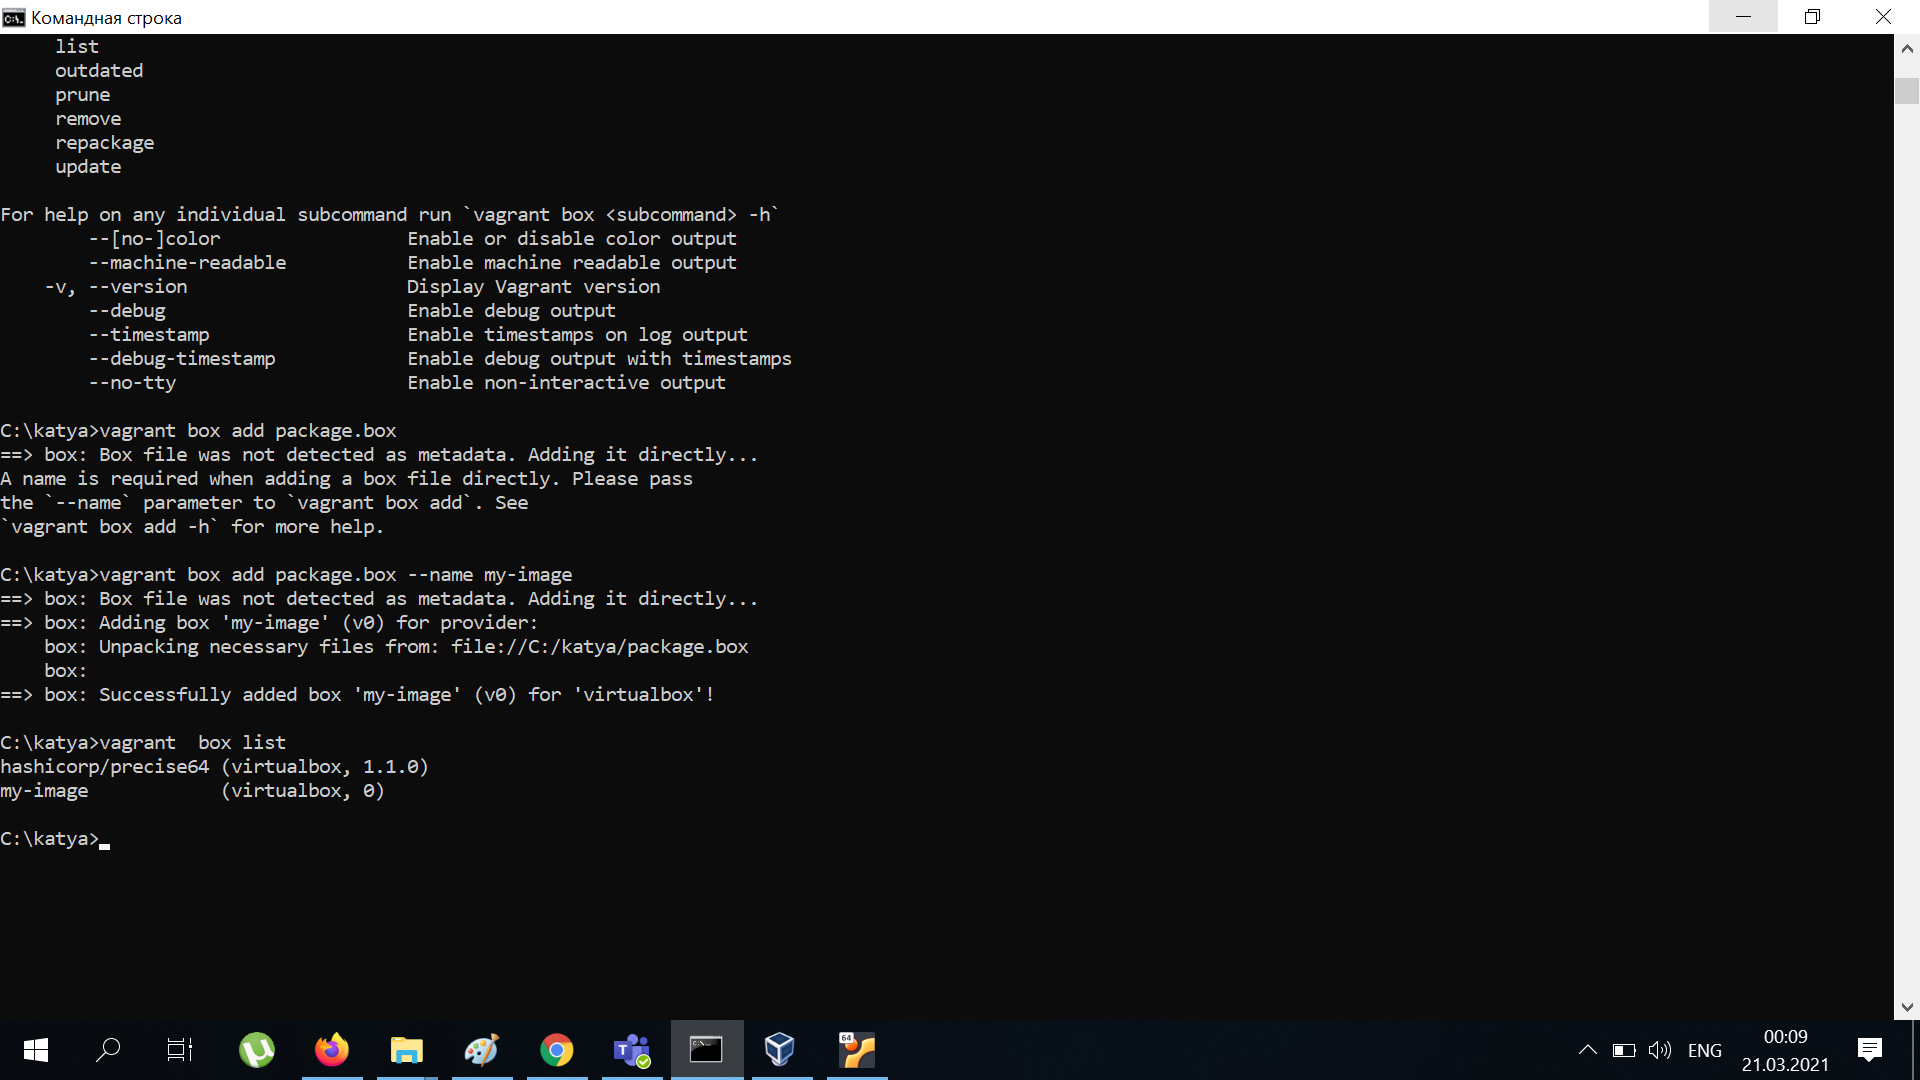 Командная строка
list
outdated
prune
remove
repackage
update
For help on any individual subcommand run `vagrant box <subcommand> -h`
--[no-]color                 Enable or disable color output
--machine-readable           Enable machine readable output
-v, --version                    Display Vagrant version
--debug                      Enable debug output
--timestamp                  Enable timestamps on log output
--debug-timestamp            Enable debug output with timestamps
--no-tty                     Enable non-interactive output
C:\katya>vagrant box add package.box
==> box: Box file was not detected as metadata. Adding it directly...
A name is required when adding a box file directly. Please pass
the `--name` parameter to `vagrant box add`. See
`vagrant box add -h` for more help.
C:\katya>vagrant box add package.box --name my-image
==> box: Box file was not detected as metadata. Adding it directly...
==> box: Adding box 'my-image' (v0) for provider:
box: Unpacking necessary files from: file://C:/katya/package.box
box:
==> box: Successfully added box 'my-image' (v0) for 'virtualbox'!
C:\katya>vagrant  box list
hashicorp/precise64 (virtualbox, 1.1.0)
my-image            (virtualbox, 0)
C:\katya>
64
ENG
00:09
21.03.2021